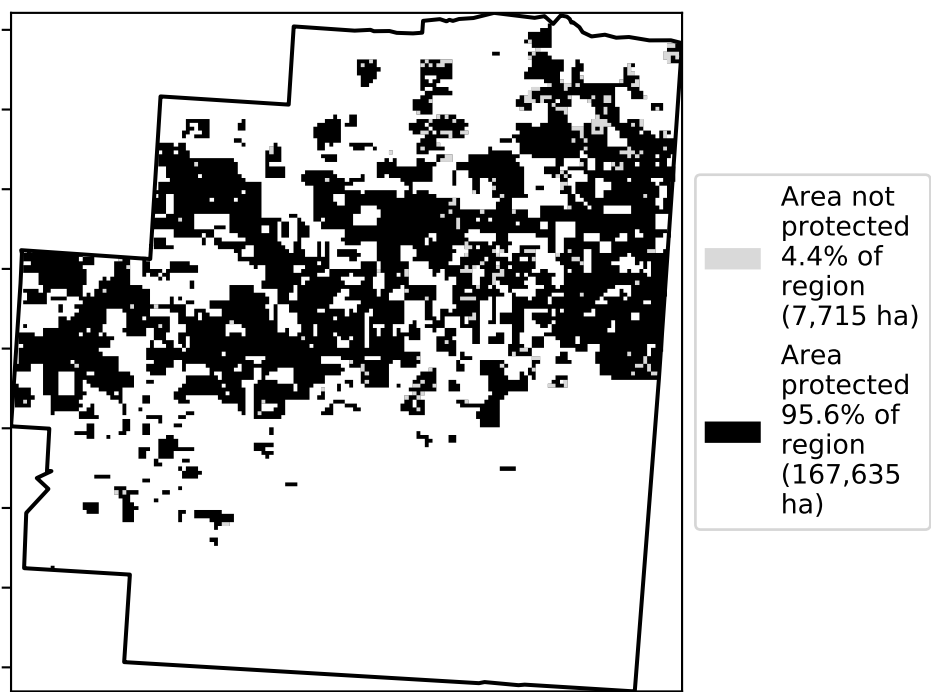 Area not
protected
4.4% of
region
(7,715 ha)
Area
protected
95.6% of
region
(167,635
ha)